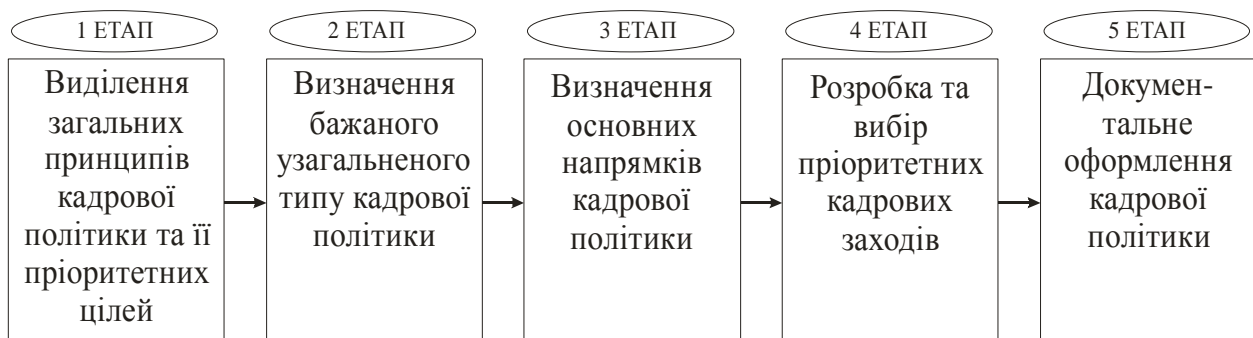 1 ЕТАП
Виділення
загальних
принципів
кадрової
політики та її
пріоритетних
цілей
2 ЕТАП
Визначення
бажаного
узагальненого
типу кадрової
політики
3 ЕТАП
Визначення
основних
напрямків
кадрової
політики
4 ЕТАП
Розробка та
вибір
пріоритетних
кадрових
заходів
5 ЕТАП
Докумен-
тальне
оформлення
кадрової
політики